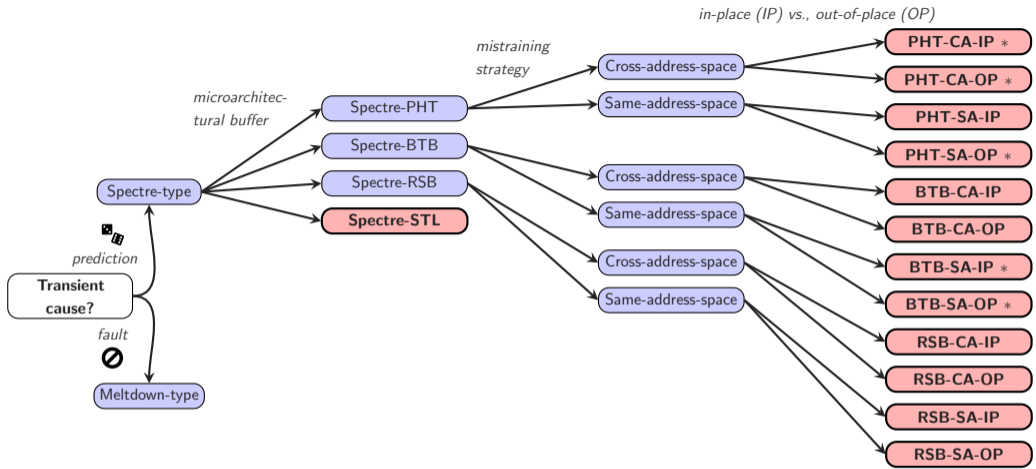 in-place (IP) vs., out-of-place (OP)
mistraining
strategy
microarchitec-
tural buffer
Spectre-type
prediction
Transient
cause?
fault
Meltdown-type
Spectre-PHT
Spectre-BTB
Spectre-RSB
Spectre-STL
Cross-address-space
Same-address-space
Cross-address-space
Same-address-space
Cross-address-space
Same-address-space
PHT-CA-IP *
PHT-CA-OP *
PHT-SA-IP
PHT-SA-OP *
BTB-CA-IP
BTB-CA-OP
BTB-SA-IP *
BTB-SA-OP *
RSB-CA-IP
RSB-CA-OP
RSB-SA-IP
RSB-SA-OP